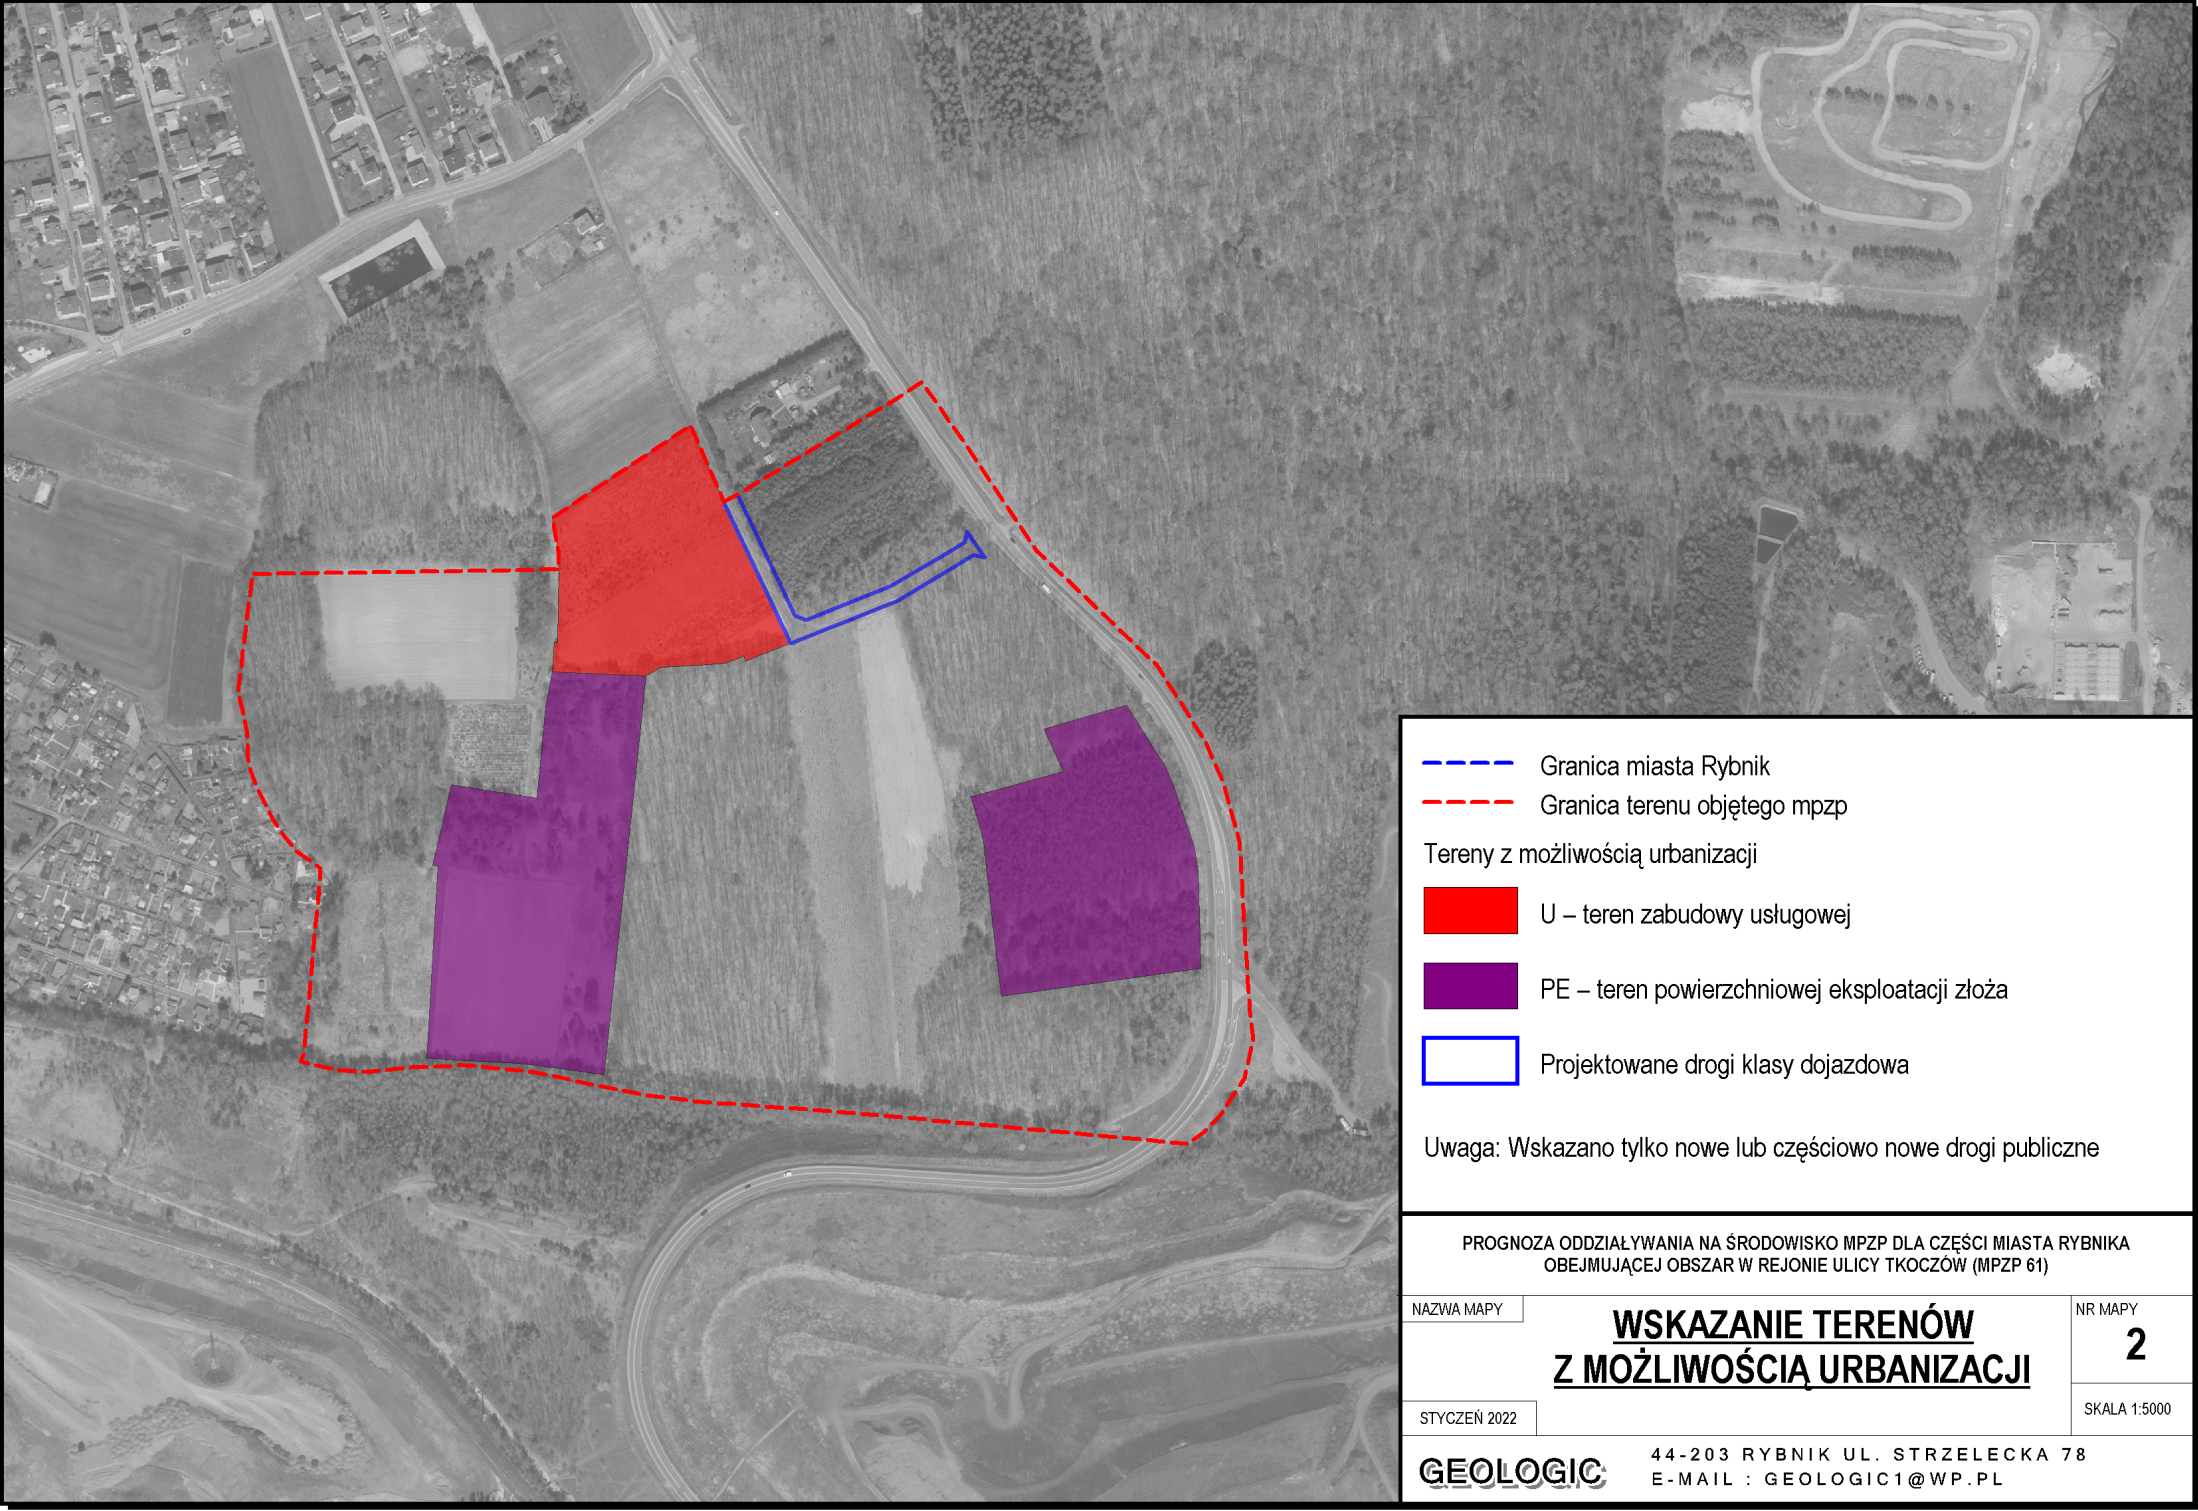 Granica miasta Rybnik
Granica terenu objętego mpzp
Tereny z możliwością urbanizacji
U – teren zabudowy usługowej
PE – teren powierzchniowej eksploatacji złoża
Projektowane drogi klasy dojazdowa
Uwaga: Wskazano tylko nowe lub częściowo nowe drogi publiczne
PROGNOZA ODDZIAŁYWANIA NA ŚRODOWISKO MPZP DLA CZĘŚCI MIASTA RYBNIKA
OBEJMUJĄCEJ OBSZAR W REJONIE ULICY TKOCZÓW (MPZP 61)
NAZWA MAPY
WSKAZANIE TERENÓW
Z MOŻLIWOŚCIĄ URBANIZACJI
NR MAPY
2
STYCZEŃ 2022
SKALA 1:5000
GEOLOGIC
44-203 RYBNIK UL. STRZELECKA 78
E-MAIL : GEOLOGIC1@WP.PL